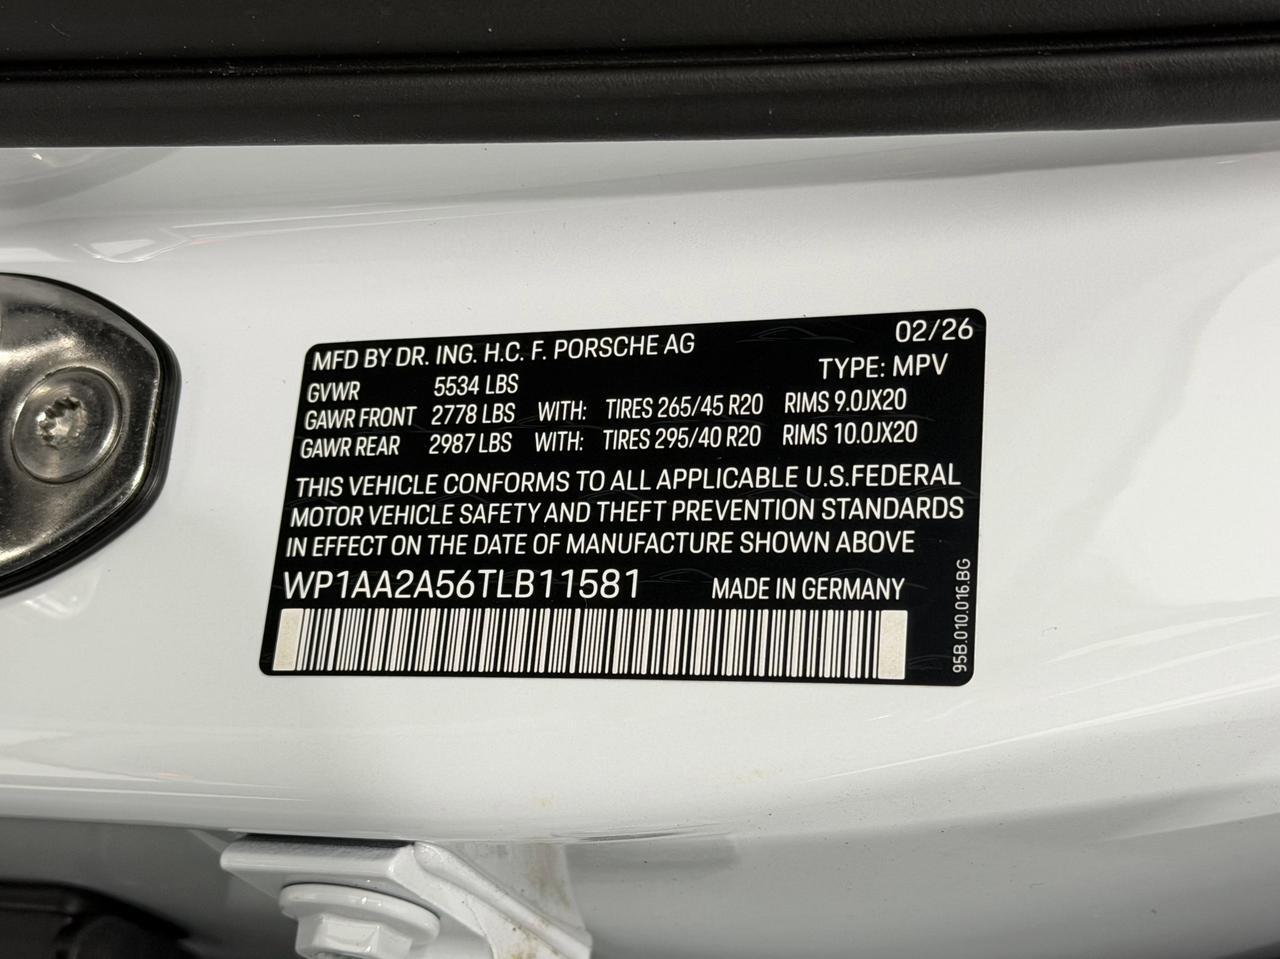 MFD BY DR. ING. H.C. F. PORSCHE AG 02/26
TYPE: MPV
GVWR 5534 LBS
GAWR FRONT 2778 LBS WITH: TIRES 265/45 R20 RIMS 9.0JX20
GAWR REAR 2987 LBS WITH: TIRES 295/40 R20 RIMS 10.0JX20
THIS VEHICLE CONFORMS TO ALL APPLICABLE U.S.FEDERAL
MOTOR VEHICLE SAFETY AND THEFT PREVENTION STANDARDS
IN EFFECT ON THE DATE OF MANUFACTURE SHOWN ABOVE
WP1AA2A56TLB11581 MADE IN GERMANY
95B.010.016.BG